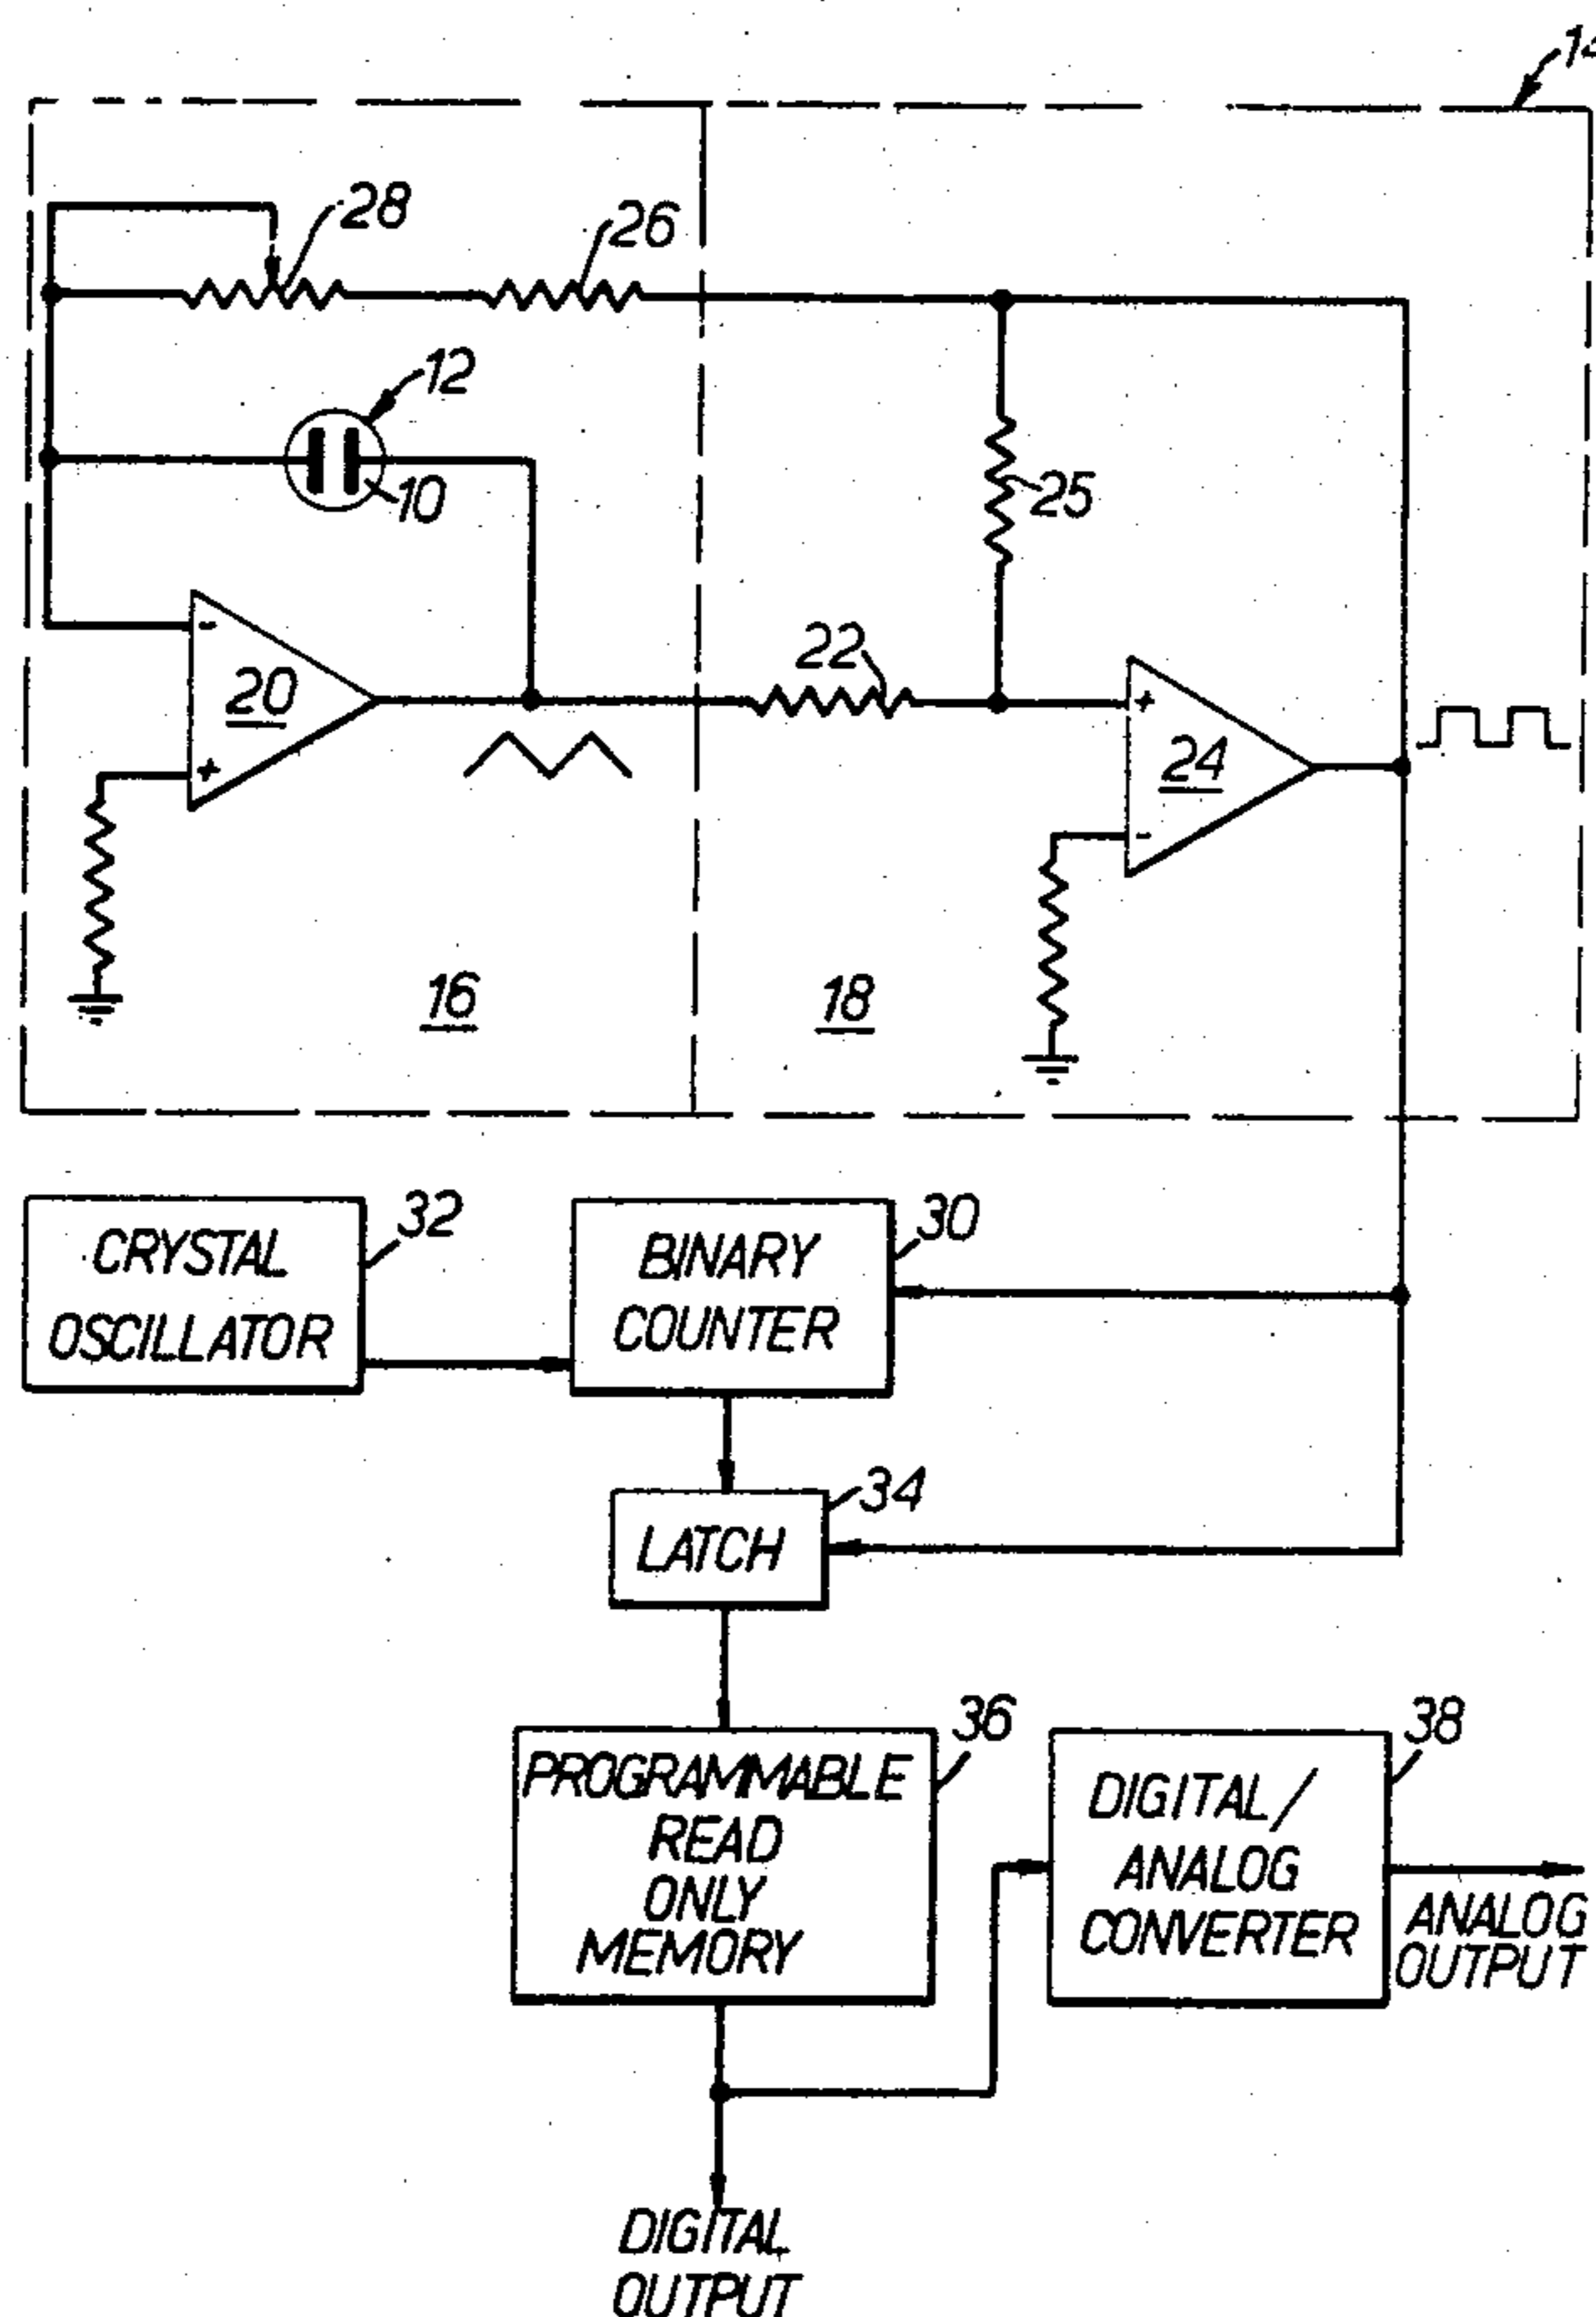 14
28
26
12
10
25
22
-
20
+
+
24
-
16
18
CRYSTAL
OSCILLATOR
32
BINARY
COUNTER
30
LATCH
34
PROGRAMMABLE
READ
ONLY
MEMORY
36
DIGITAL/
ANALOG
CONVERTER
38
ANALOG
OUTPUT
DIGITAL
OUTPUT